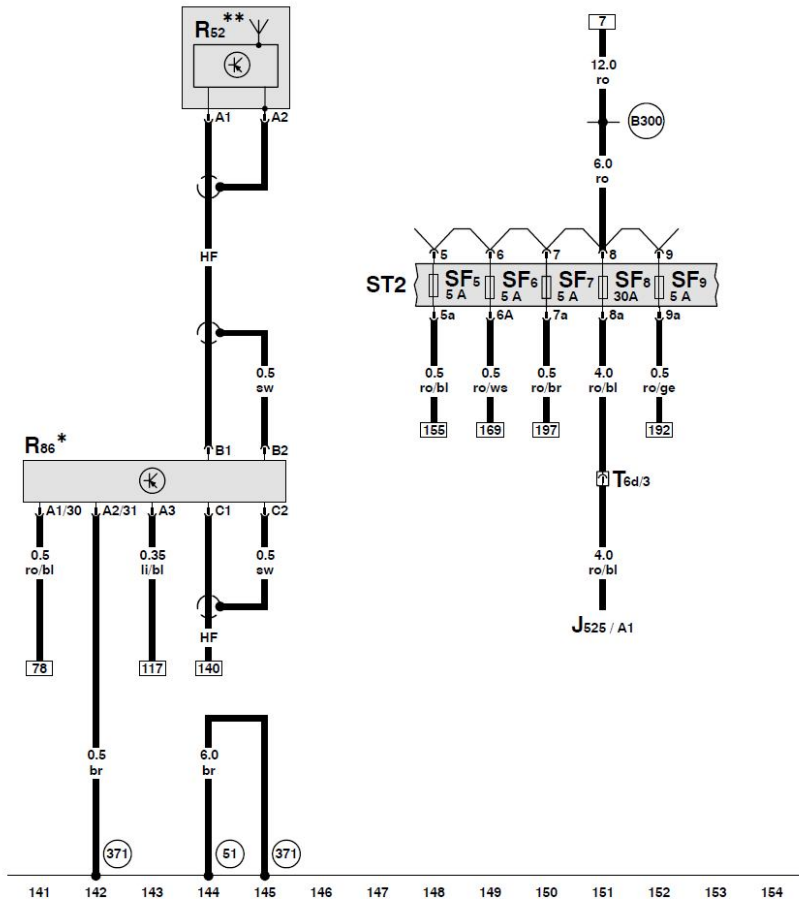 R52 **
7
12.0
ro
A1 A2
B300
6.0
ro
HF
5 6 7 8 9
ST2 SF5 SF6 SF7 SF8 SF9
5 A 5 A 5 A 30A 5 A
5a 6A 7a 8a 9a
0.5 0.5 0.5 0.5 4.0 0.5
sw ro/bl ro/ws ro/br ro/bl ro/ge
155 169 197 192
R86 *
B1 B2
T6d/3
A1/30 A2/31 A3 C1 C2
0.5 0.35 0.5 4.0
ro/bl li/bl sw ro/bl
J525 / A1
HF
78 117 140
0.5 6.0
br br
371 51 371
141 142 143 144 145 146 147 148 149 150 151 152 153 154